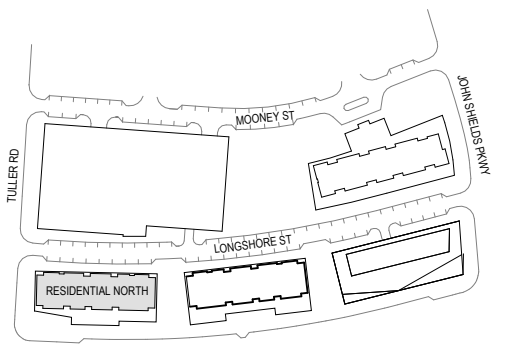 MOONEY ST
JOHN SHIELDS PKWY
TULLER RD
LONGSHORE ST
RESIDENTIAL NORTH